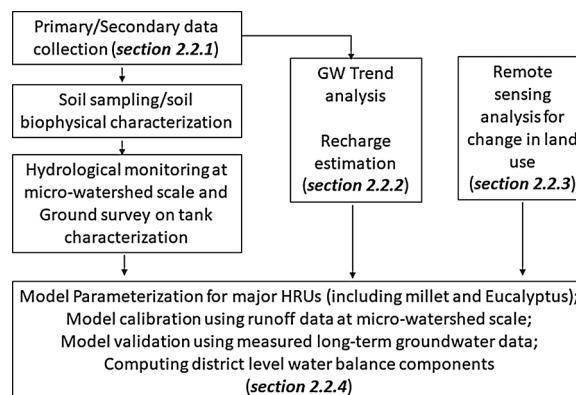 Primary/Secondary data
collection (section 2.2.1)
Soil sampling/soil
biophysical characterization
Hydrological monitoring at
micro-watershed scale and
Ground survey on tank
characterization
GW Trend
analysis
Recharge
estimation
(section 2.2.2)
Remote
sensing
analysis for
change in land
use
(section 2.2.3)
Model Parameterization for major HRUs (including millet and Eucalyptus);
Model calibration using runoff data at micro-watershed scale;
Model validation using measured long-term groundwater data;
Computing district level water balance components
(section 2.2.4)